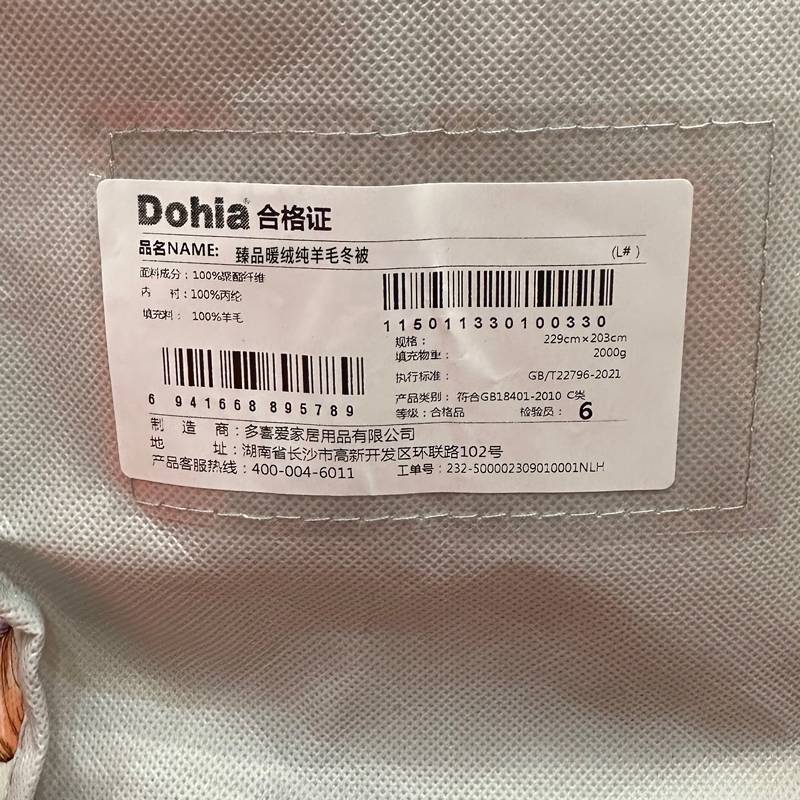 Dohia 合格证
品名NAME: 臻品暖绒纯羊毛冬被 (L#)
面料成分：100%聚酯纤维
内 衬：100%丙纶
填充料： 100%羊毛
115011330100330
规格： 229cm×203cm
填充物重： 2000g
执行标准： GB/T22796-2021
产品类别： 符合GB18401-2010 C类
等级：合格品 检验员： 6
6 941668 895789
制 造 商：多喜爱家居用品有限公司
地 址：湖南省长沙市高新开发区环联路102号
产品客服热线：400-004-6011 工单号：232-S00002309010001NLH